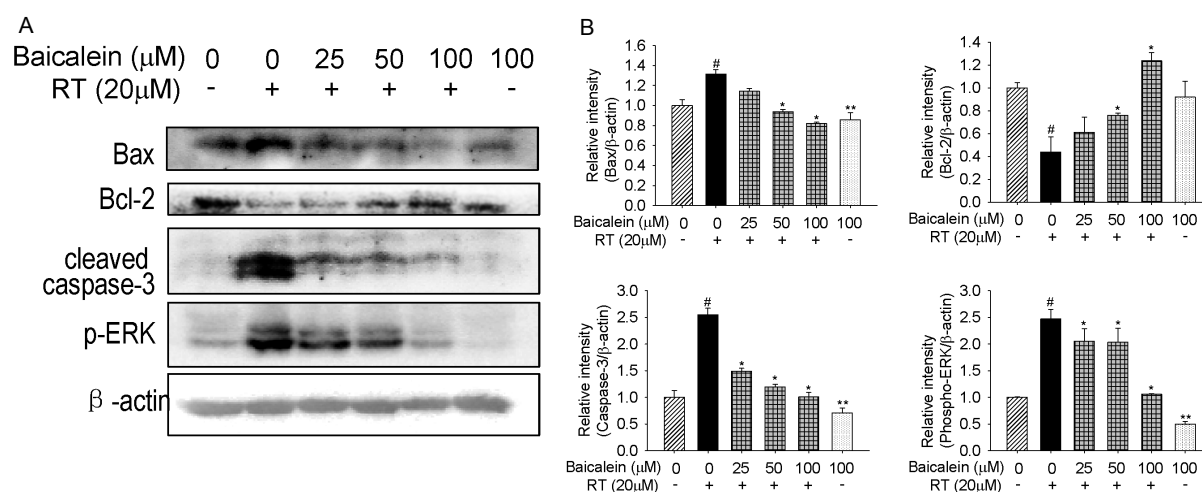 A
Baicalein (μM) 0 0 25 50 100 100
RT (20μM) - + + + + -
Bax
Bcl-2
cleaved
caspase-3
p-ERK
β -actin
B
Relative intensity
(Bax/β-actin)
1.6
1.4
1.2
1.0
0.8
0.6
0.4
0.2
0.0
# * * **
Baicalein (μM) 0 0 25 50 100 100
RT (20μM) - + + + + -
Relative intensity
(Bcl-2/β-actin)
1.4
1.2
1.0
0.8
0.6
0.4
0.2
0.0
# * *
Baicalein (μM) 0 0 25 50 100 100
RT (20μM) - + + + + -
Relative intensity
(Caspase-3/β-actin)
3.0
2.5
2.0
1.5
1.0
0.5
0.0
# * * * **
Baicalein (μM) 0 0 25 50 100 100
RT (20μM) - + + + + -
Relative intensity
(Phospho-ERK/β-actin)
3.0
2.5
2.0
1.5
1.0
0.5
0.0
# * * * **
Baicalein (μM) 0 0 25 50 100 100
RT (20μM) - + + + + -